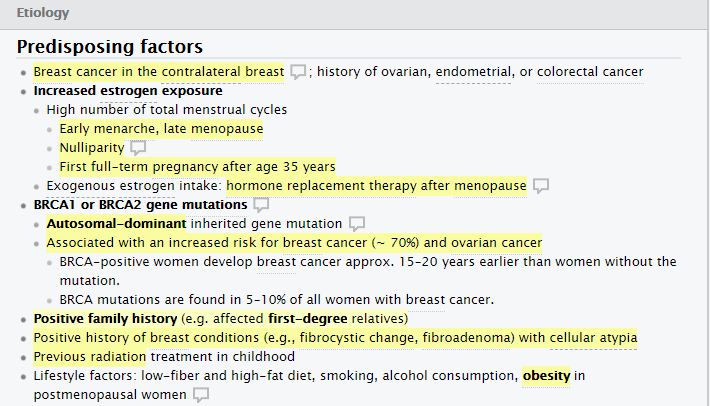 Etiology
Predisposing factors
Breast cancer in the contralateral breast ; history of ovarian, endometrial, or colorectal cancer
Increased estrogen exposure
High number of total menstrual cycles
Early menarche, late menopause
Nulliparity
First full-term pregnancy after age 35 years
Exogenous estrogen intake: hormone replacement therapy after menopause
BRCA1 or BRCA2 gene mutations
Autosomal-dominant inherited gene mutation
Associated with an increased risk for breast cancer (~ 70%) and ovarian cancer
BRCA-positive women develop breast cancer approx. 15-20 years earlier than women without the
mutation.
BRCA mutations are found in 5-10% of all women with breast cancer.
Positive family history (e.g. affected first-degree relatives)
Positive history of breast conditions (e.g., fibrocystic change, fibroadenoma) with cellular atypia
Previous radiation treatment in childhood
Lifestyle factors: low-fiber and high-fat diet, smoking, alcohol consumption, obesity in
postmenopausal women